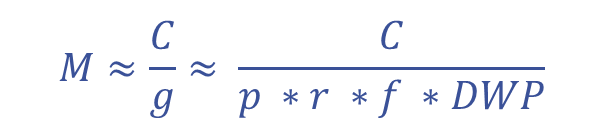 M ≈ C/g ≈ C/(p * r * f * DWP)